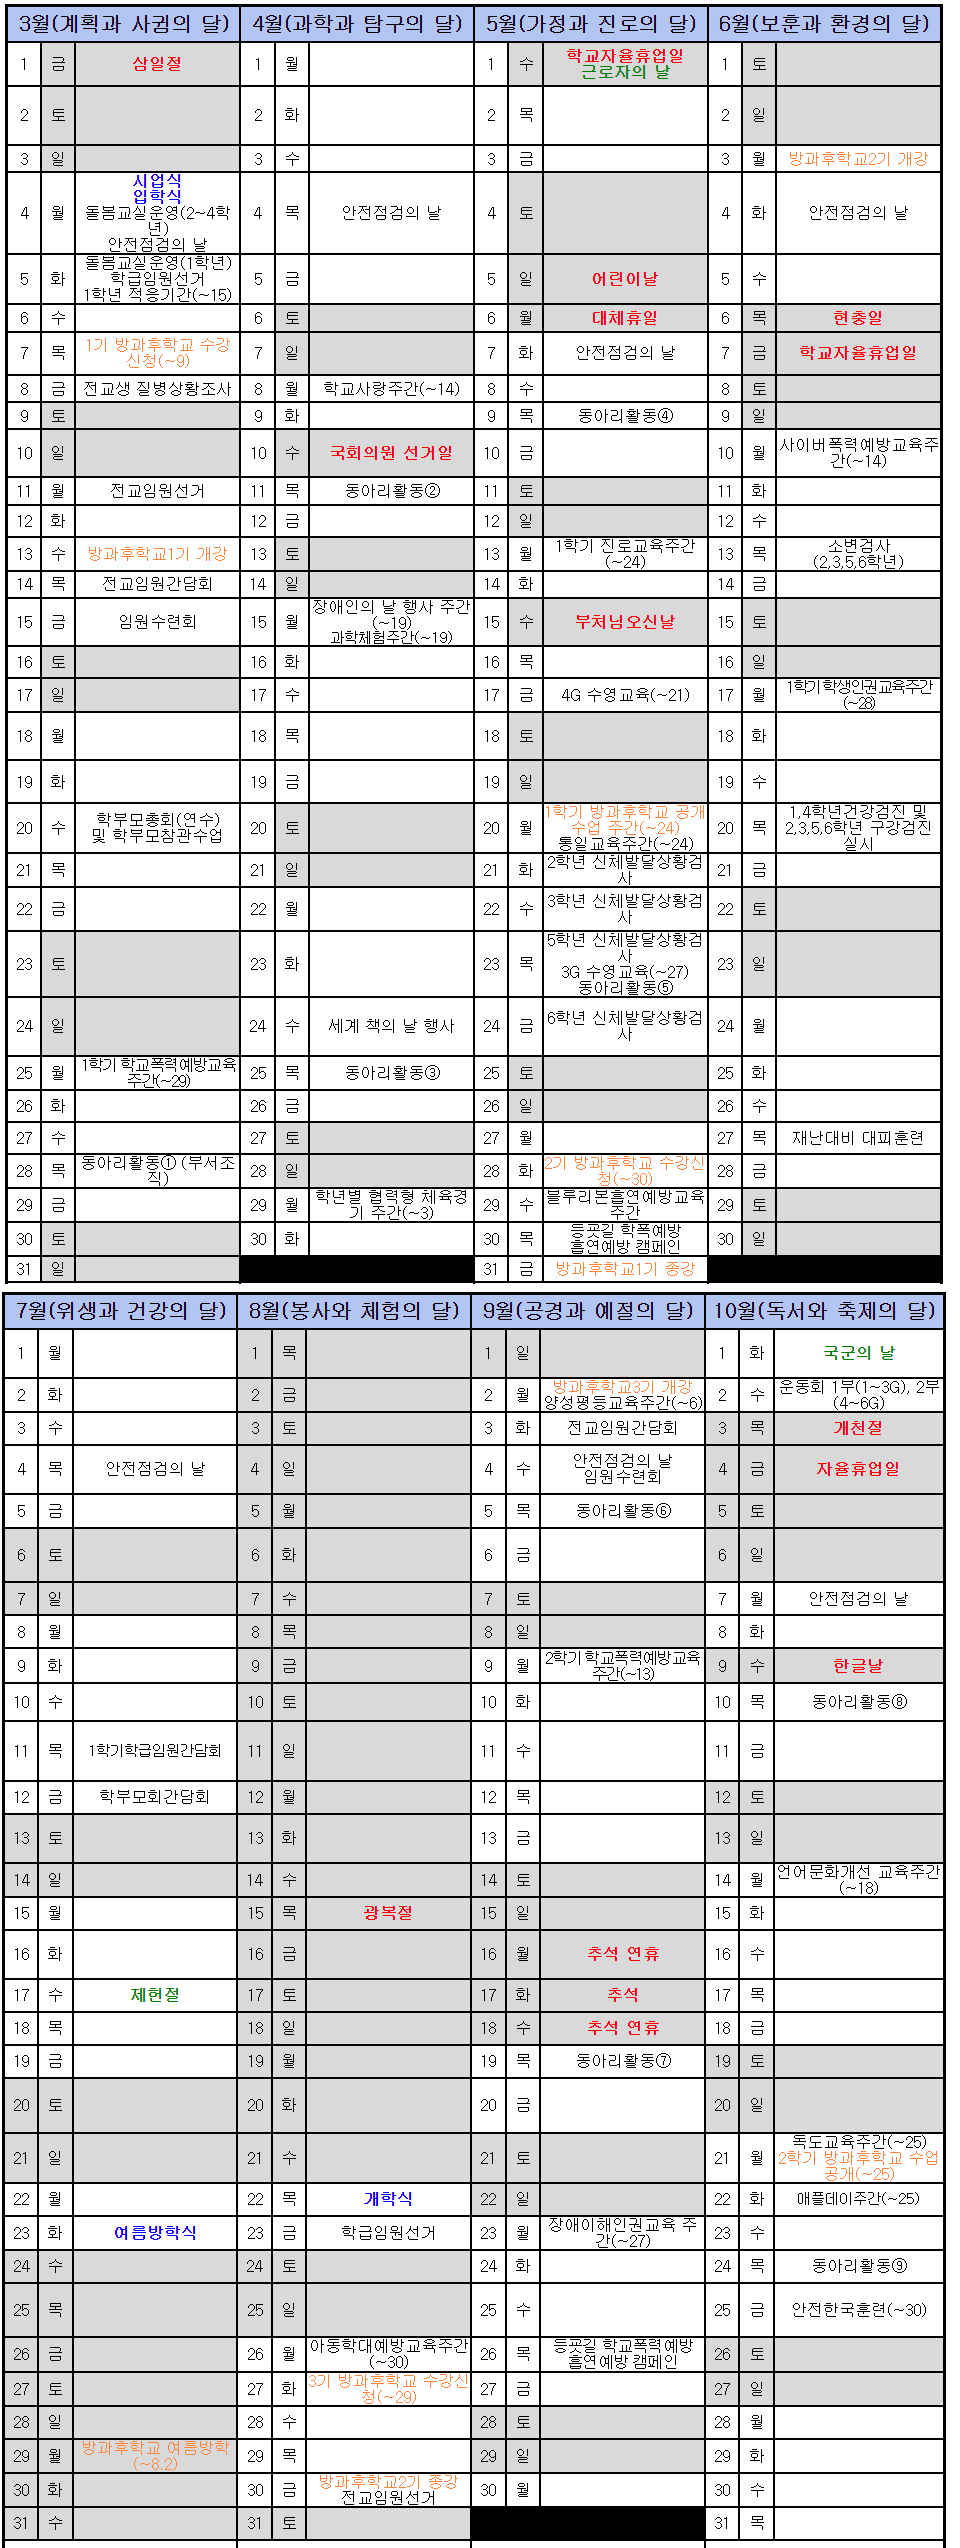 3월(계획과 사귐의 달)
1 금 삼일절
2 토
3 일
4 월 시업식
입학식
돌봄교실운영(2~4학
년)
안전점검의 날
5 화 돌봄교실운영(1학년)
학급임원선거
1학년 적응기간(~15)
6 수
7 목 1기 방과후학교 수강
신청(~9)
8 금 전교생 질병상황조사
9 토
10 일
11 월 전교임원선거
12 화
13 수 방과후학교1기 개강
14 목 전교임원간담회
15 금 임원수련회
16 토
17 일
18 월
19 화
20 수 학부모총회(연수)
및 학부모참관수업
21 목
22 금
23 토
24 일
25 월 1학기 학교폭력예방교육
주간(~29)
26 화
27 수
28 목 동아리활동① (부서조
직)
29 금
30 토
31 일
4월(과학과 탐구의 달)
1 월
2 화
3 수
4 목 안전점검의 날
5 금
6 토
7 일
8 월 학교사랑주간(~14)
9 화
10 수 국회의원 선거일
11 목 동아리활동②
12 금
13 토
14 일
15 월 장애인의 날 행사 주간
(~19)
과학체험주간(~19)
16 화
17 수
18 목
19 금
20 토
21 일
22 월
23 화
24 수 세계 책의 날 행사
25 목 동아리활동③
26 금
27 토
28 일
29 월 학년별 협력형 체육경
기 주간(~3)
30 화
5월(가정과 진로의 달)
1 수 학교자율휴업일
근로자의 날
2 목
3 금
4 토
5 일 어린이날
6 월 대체휴일
7 화 안전점검의 날
8 수
9 목 동아리활동④
10 금
11 토
12 일
13 월 1학기 진로교육주간
(~24)
14 화
15 수 부처님오신날
16 목
17 금 4G 수영교육(~21)
18 토
19 일
20 월 1학기 방과후학교 공개
수업 주간(~24)
통일교육주간(~24)
21 화 2학년 신체발달상황검
사
22 수 3학년 신체발달상황검
사
23 목 5학년 신체발달상황검
사
3G 수영교육(~27)
동아리활동⑤
24 금 6학년 신체발달상황검
사
25 토
26 일
27 월
28 화 2기 방과후학교 수강신
청(~30)
29 수 블루리본흡연예방교육
주간
30 목 등굣길 학폭예방
흡연예방 캠페인
31 금 방과후학교1기 종강
6월(보훈과 환경의 달)
1 토
2 일
3 월 방과후학교2기 개강
4 화 안전점검의 날
5 수
6 목 현충일
7 금 학교자율휴업일
8 토
9 일
10 월 사이버폭력예방교육주
간(~14)
11 화
12 수
13 목 소변검사
(2,3,5,6학년)
14 금
15 토
16 일
17 월 1학기 학생인권교육주간
(~28)
18 화
19 수
20 목 1,4학년건강검진 및
2,3,5,6학년 구강검진
실시
21 금
22 토
23 일
24 월
25 화
26 수
27 목 재난대비 대피훈련
28 금
29 토
30 일
7월(위생과 건강의 달)
1 월
2 화
3 수
4 목 안전점검의 날
5 금
6 토
7 일
8 월
9 화
10 수
11 목 1학기학급임원간담회
12 금 학부모회간담회
13 토
14 일
15 월
16 화
17 수 제헌절
18 목
19 금
20 토
21 일
22 월
23 화 여름방학식
24 수
25 목
26 금
27 토
28 일
29 월 방과후학교 여름방학
(~8.2)
30 화
31 수
8월(봉사와 체험의 달)
1 목
2 금
3 토
4 일
5 월
6 화
7 수
8 목
9 금
10 토
11 일
12 월
13 화
14 수
15 목 광복절
16 금
17 토
18 일
19 월
20 화
21 수
22 목 개학식
23 금 학급임원선거
24 토
25 일
26 월 아동학대예방교육주간
(~30)
27 화 3기 방과후학교 수강신
청(~29)
28 수
29 목
30 금 방과후학교2기 종강
전교임원선거
31 토
9월(공경과 예절의 달)
1 일
2 월 방과후학교3기 개강
양성평등교육주간(~6)
3 화 전교임원간담회
4 수 안전점검의 날
임원수련회
5 목 동아리활동⑥
6 금
7 토
8 일
9 월 2학기 학교폭력예방교육
주간(~13)
10 화
11 수
12 목
13 금
14 토
15 일
16 월 추석 연휴
17 화 추석
18 수 추석 연휴
19 목 동아리활동⑦
20 금
21 토
22 일
23 월 장애이해인권교육 주
간(~27)
24 화
25 수
26 목 등굣길 학교폭력예방
흡연예방 캠페인
27 금
28 토
29 일
30 월
10월(독서와 축제의 달)
1 화 국군의 날
2 수 운동회 1부(1~3G), 2부
(4~6G)
3 목 개천절
4 금 자율휴업일
5 토
6 일
7 월 안전점검의 날
8 화
9 수 한글날
10 목 동아리활동⑧
11 금
12 토
13 일
14 월 언어문화개선 교육주간
(~18)
15 화
16 수
17 목
18 금
19 토
20 일
21 월 독도교육주간(~25)
2학기 방과후학교 수업
공개(~25)
22 화 애플데이주간(~25)
23 수
24 목 동아리활동⑨
25 금 안전한국훈련(~30)
26 토
27 일
28 월
29 화
30 수
31 목